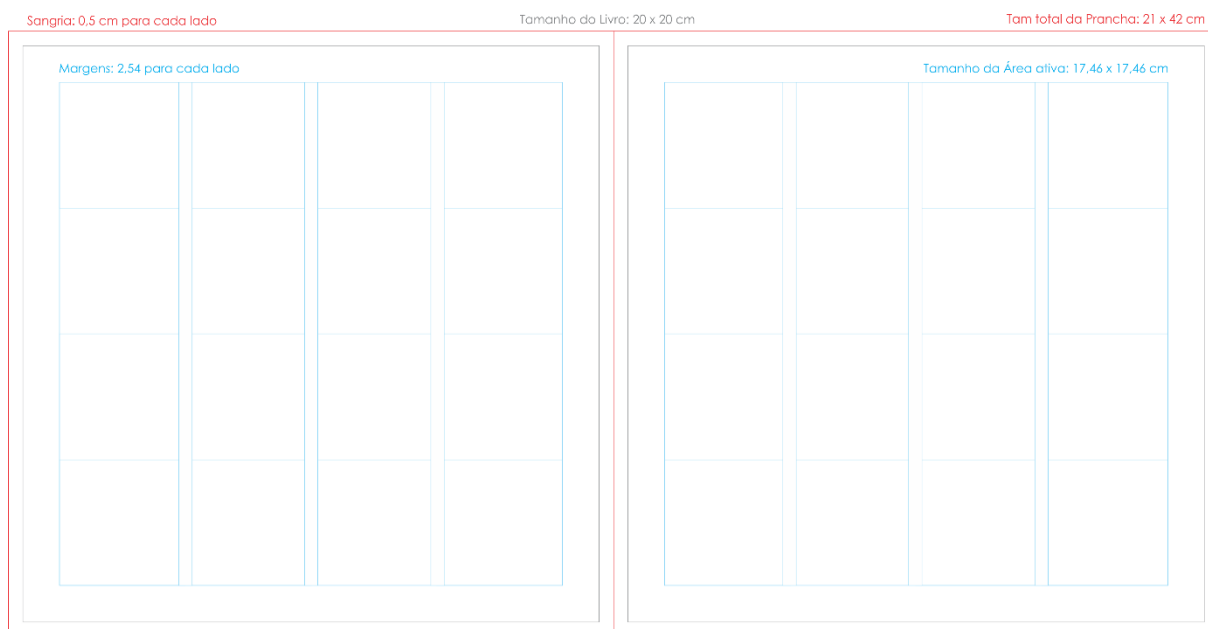 Sangria: 0,5 cm para cada lado
Tamanho do Livro: 20 x 20 cm
Tam total da Prancha: 21 x 42 cm
Margens: 2,54 para cada lado
Tamanho da Área ativa: 17,46 x 17,46 cm